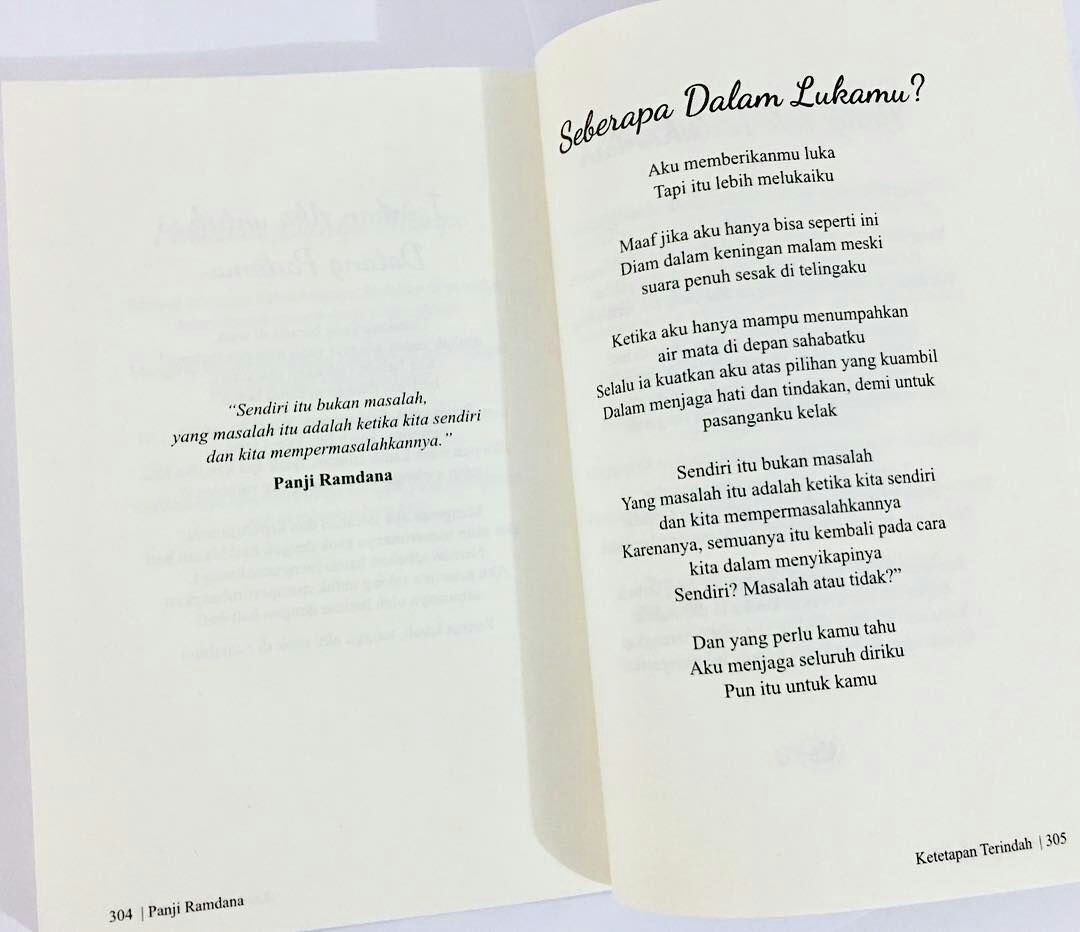 “Sendiri itu bukan masalah,
yang masalah itu adalah ketika kita sendiri
dan kita mempermasalahkannya.”
Panji Ramdana
304 | Panji Ramdana
Seberapa Dalam Lukamu?
Aku memberikanmu luka
Tapi itu lebih melukaiku
Maaf jika aku hanya bisa seperti ini
Diam dalam keningan malam meski
suara penuh sesak di telingaku
Ketika aku hanya mampu menumpahkan
air mata di depan sahabatku
Selalu ia kuatkan aku atas pilihan yang kuambil
Dalam menjaga hati dan tindakan, demi untuk
pasanganku kelak
Sendiri itu bukan masalah
Yang masalah itu adalah ketika kita sendiri
dan kita mempermasalahkannya
Karenanya, semuanya itu kembali pada cara
kita dalam menyikapinya
Sendiri? Masalah atau tidak?”
Dan yang perlu kamu tahu
Aku menjaga seluruh diriku
Pun itu untuk kamu
Ketetapan Terindah | 305